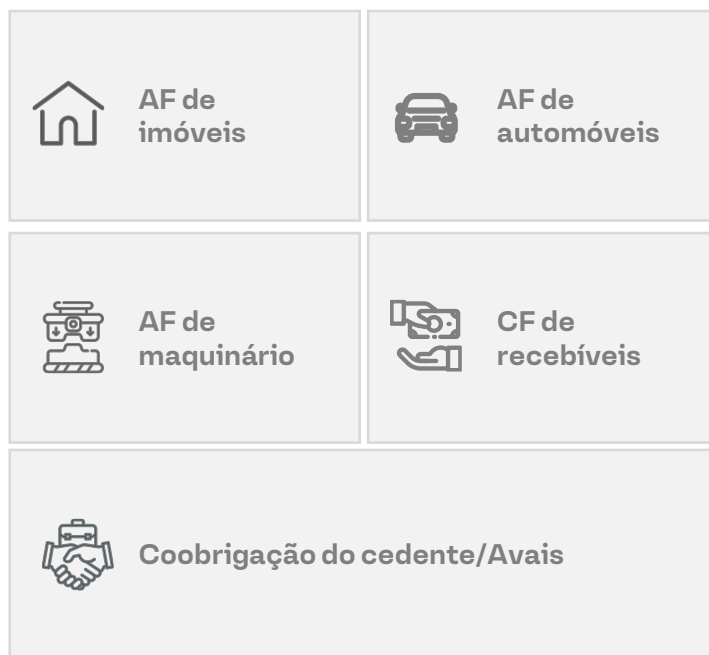 AF de
imóveis
AF de
automóveis
AF de
maquinário
CF de
recebíveis
Coobrigação do cedente/Avais